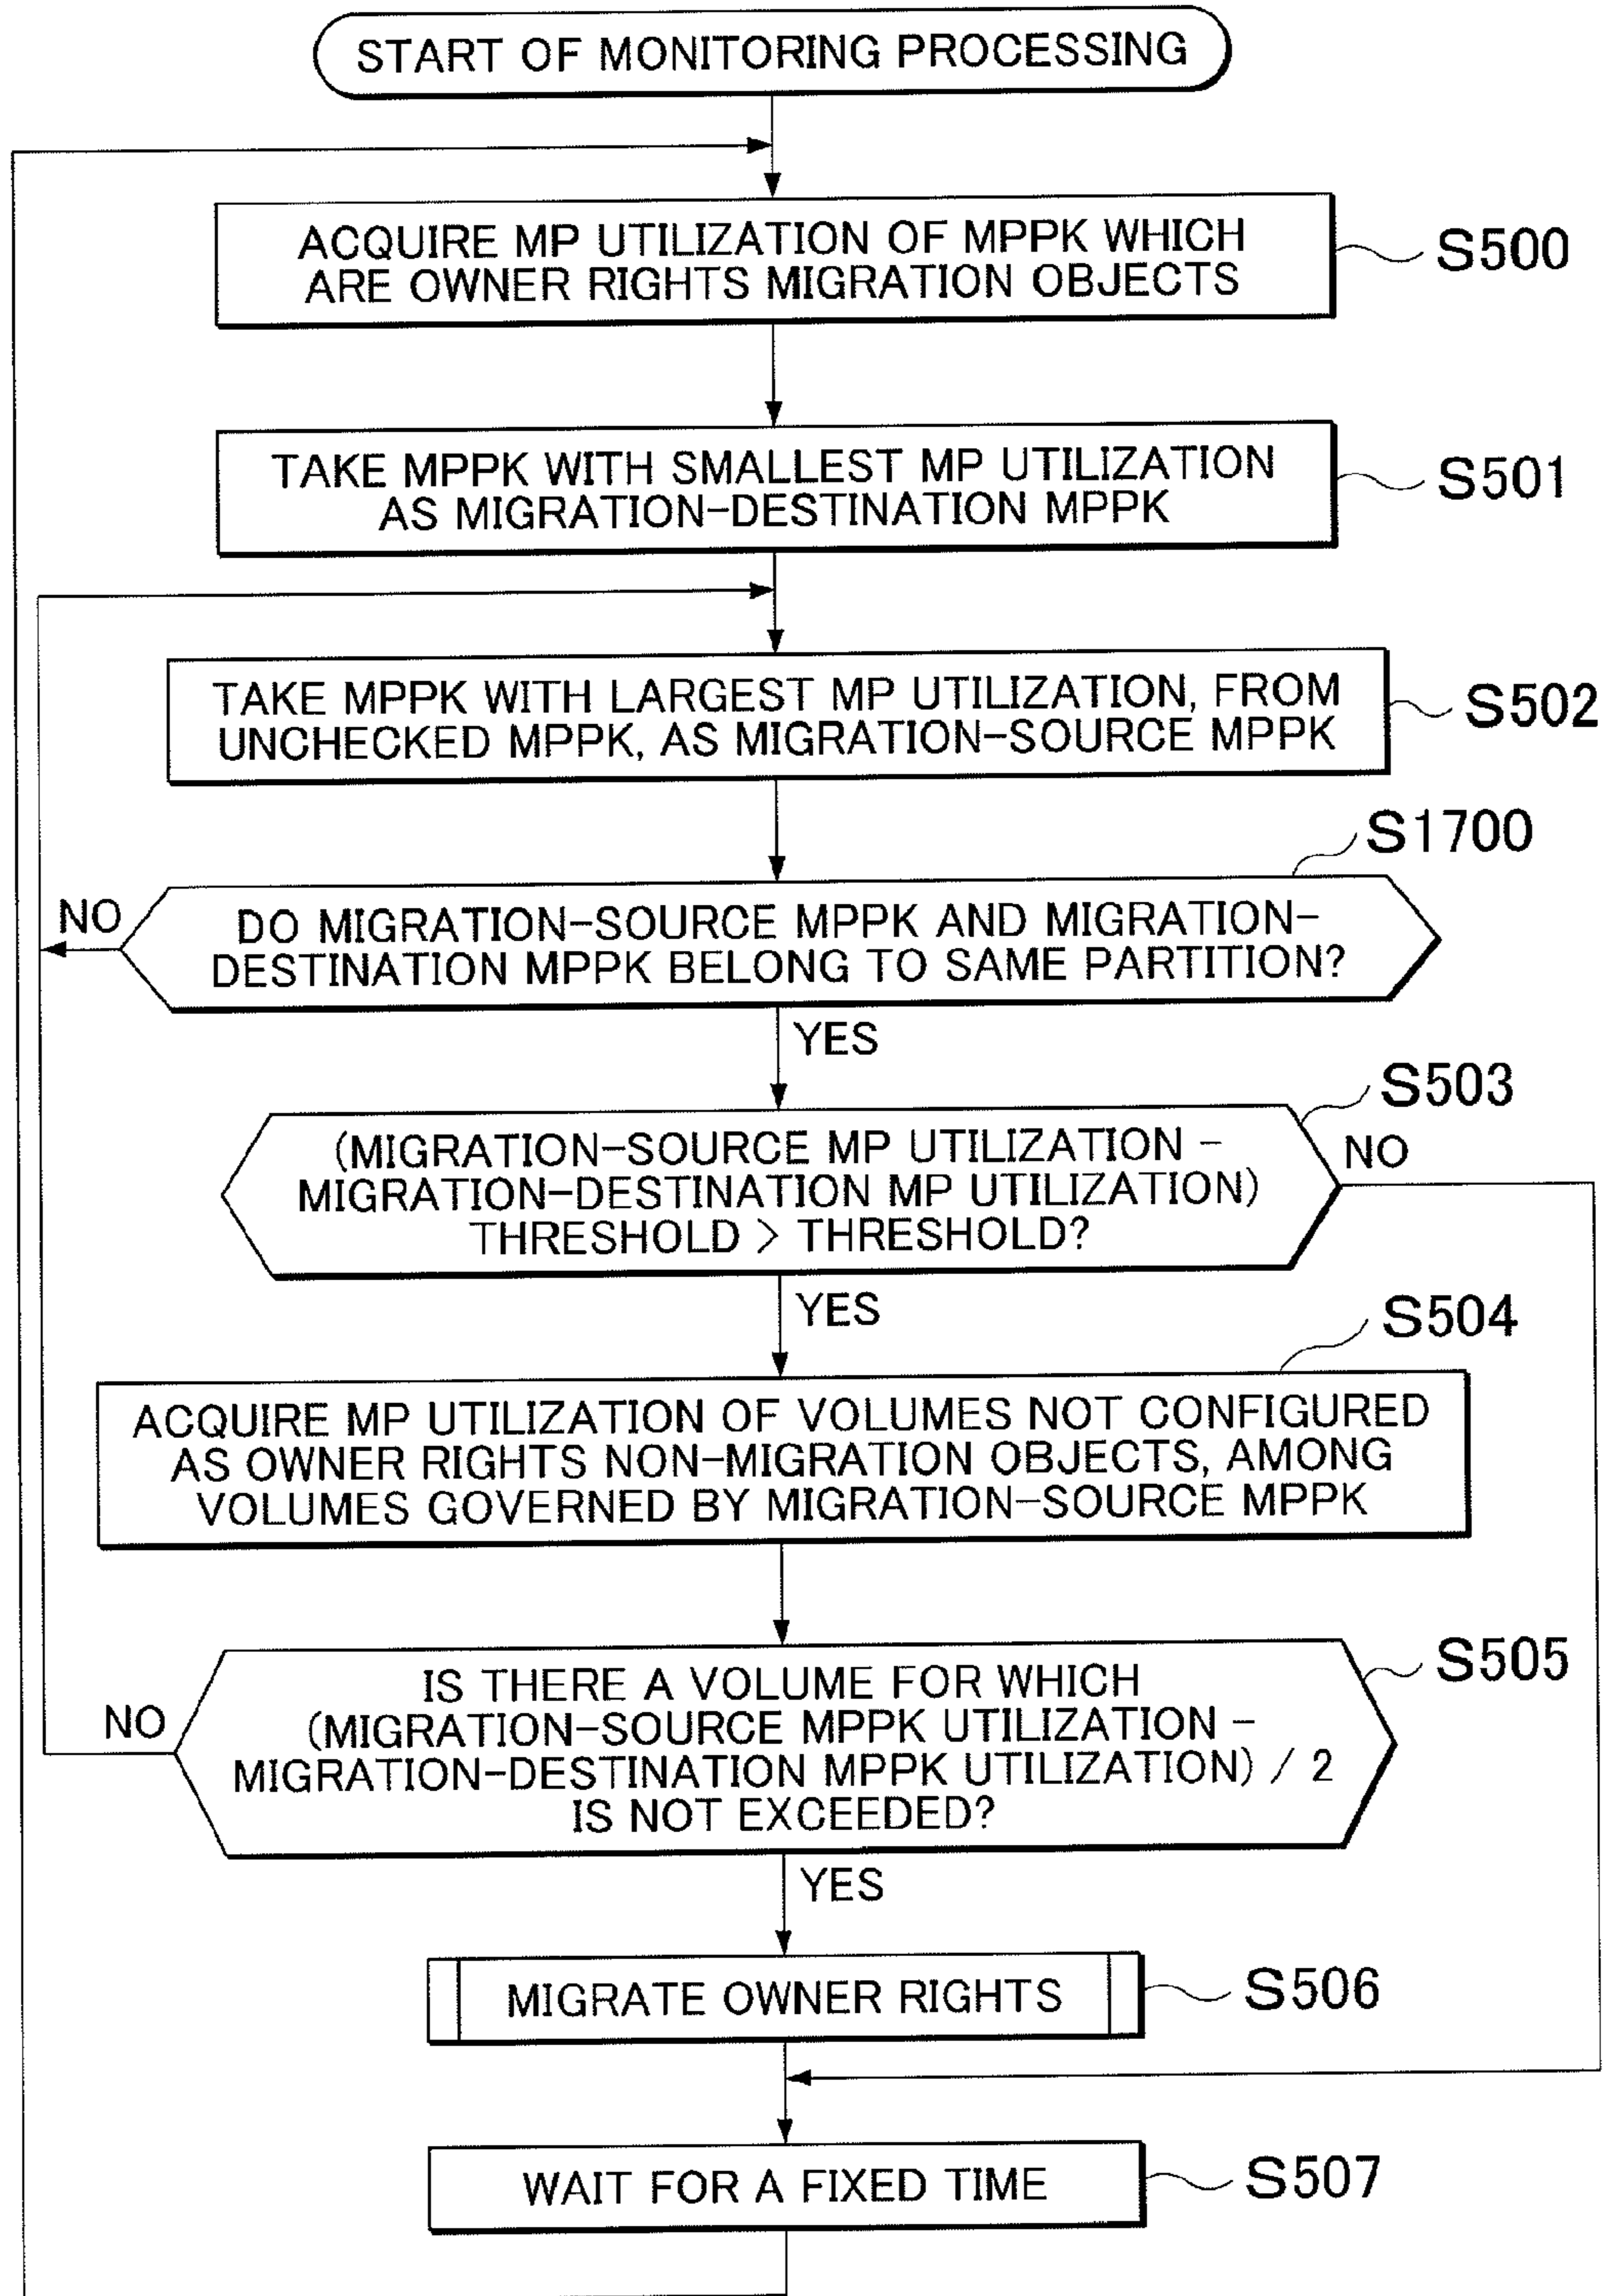 START OF MONITORING PROCESSING
ACQUIRE MP UTILIZATION OF MPPK WHICH
ARE OWNER RIGHTS MIGRATION OBJECTS
S500
TAKE MPPK WITH SMALLEST MP UTILIZATION
AS MIGRATION-DESTINATION MPPK
S501
TAKE MPPK WITH LARGEST MP UTILIZATION, FROM
UNCHECKED MPPK, AS MIGRATION-SOURCE MPPK
S502
S1700
NO
DO MIGRATION-SOURCE MPPK AND MIGRATION-
DESTINATION MPPK BELONG TO SAME PARTITION?
YES
S503
(MIGRATION-SOURCE MP UTILIZATION -
MIGRATION-DESTINATION MP UTILIZATION)
THRESHOLD > THRESHOLD?
NO
YES
S504
ACQUIRE MP UTILIZATION OF VOLUMES NOT CONFIGURED
AS OWNER RIGHTS NON-MIGRATION OBJECTS, AMONG
VOLUMES GOVERNED BY MIGRATION-SOURCE MPPK
S505
IS THERE A VOLUME FOR WHICH
(MIGRATION-SOURCE MPPK UTILIZATION -
MIGRATION-DESTINATION MPPK UTILIZATION) / 2
IS NOT EXCEEDED?
NO
YES
MIGRATE OWNER RIGHTS
S506
WAIT FOR A FIXED TIME
S507